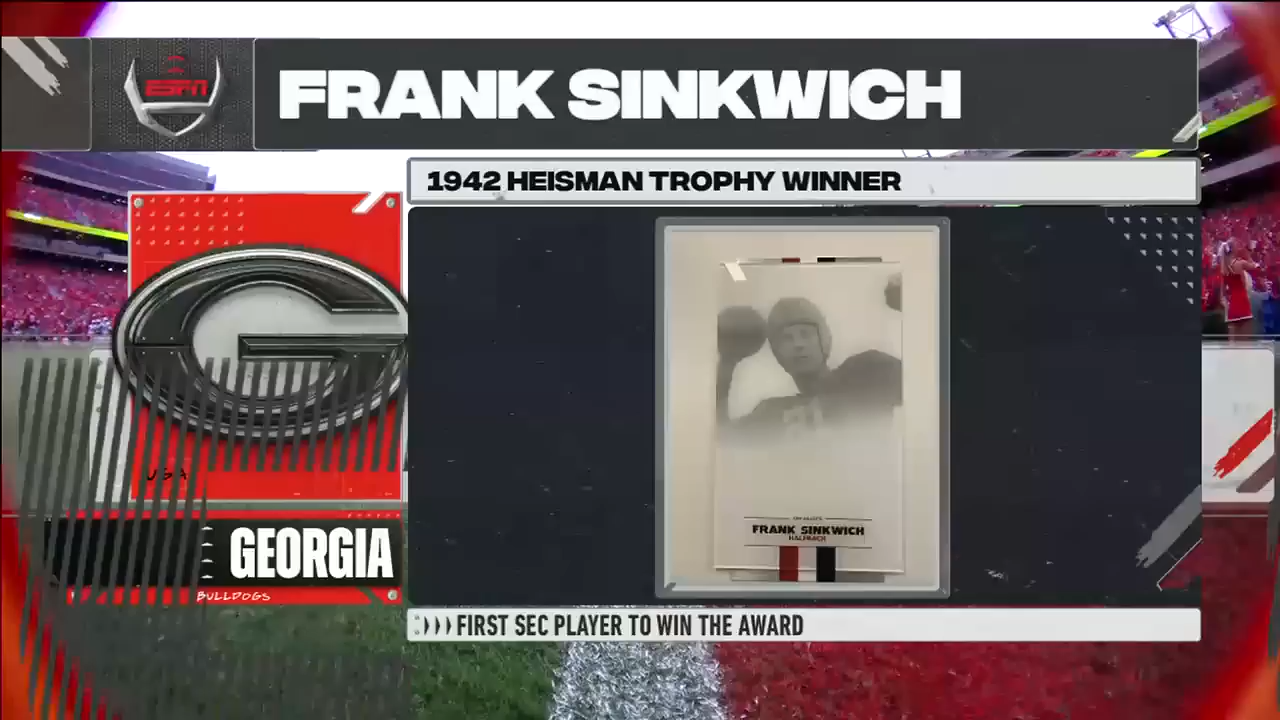 ESPN
FRANK SINKWICH
1942 HEISMAN TROPHY WINNER
G
UGA
FRANK SINKWICH
HALFBACK
GEORGIA
BULLDOGS
FIRST SEC PLAYER TO WIN THE AWARD